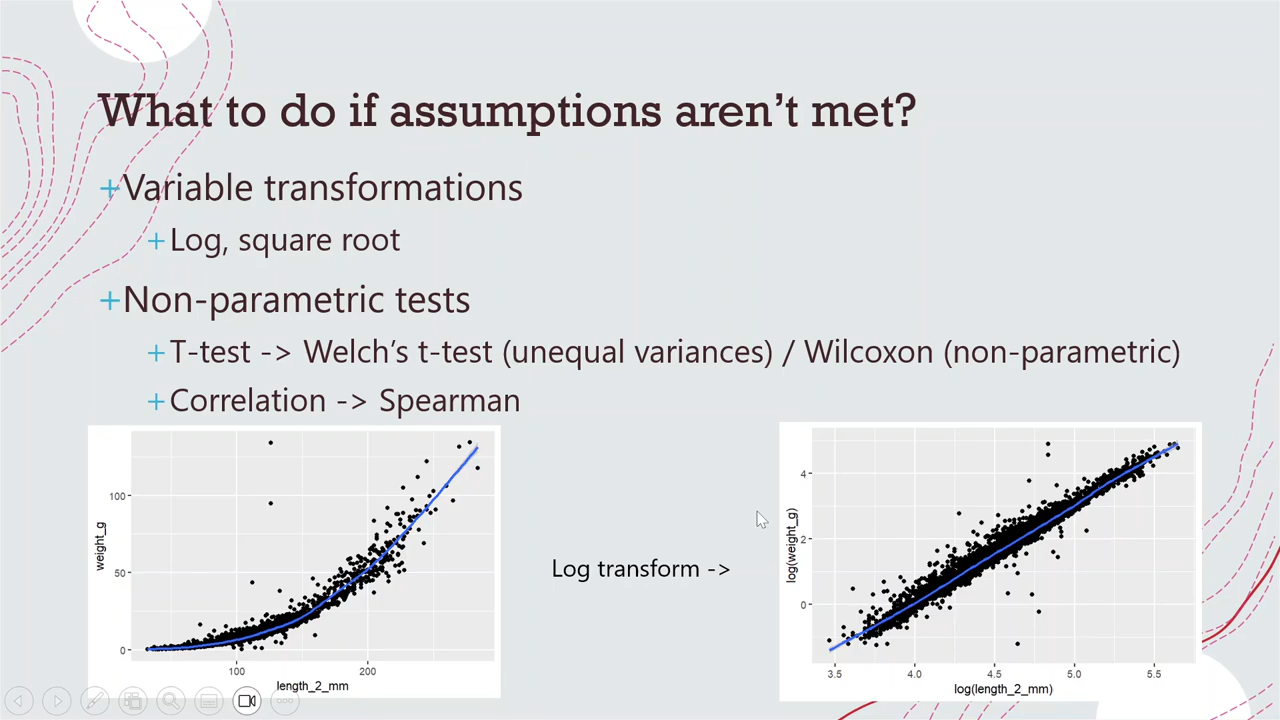 What to do if assumptions aren't met?
+Variable transformations
+Log, square root
+Non-parametric tests
+T-test -> Welch's t-test (unequal variances) / Wilcoxon (non-parametric)
+Correlation -> Spearman
100
50
0
weight_g
100 200
length_2_mm
Log transform ->
4
2
0
log(weight_g)
3.5 4.0 4.5 5.0 5.5
log(length_2_mm)